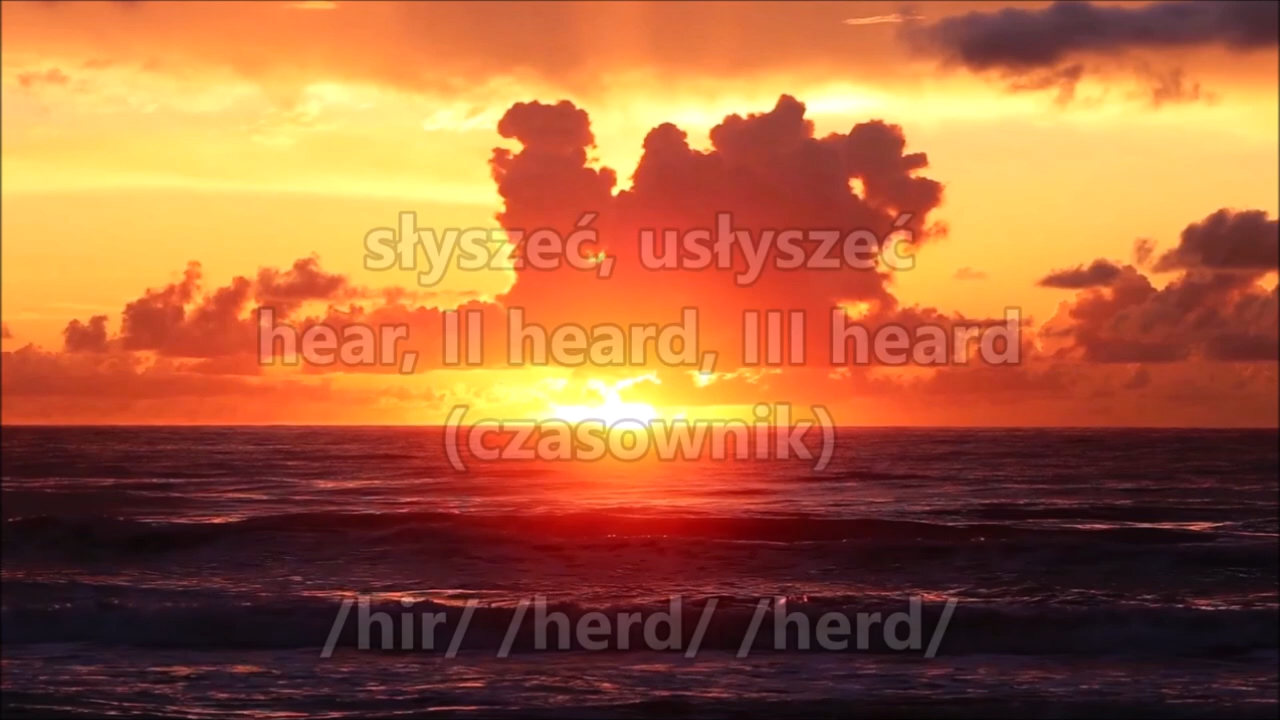 słyszeć, usłyszeć
hear, II heard, III heard
(czasownik)
/hir/ /herd/ /herd/